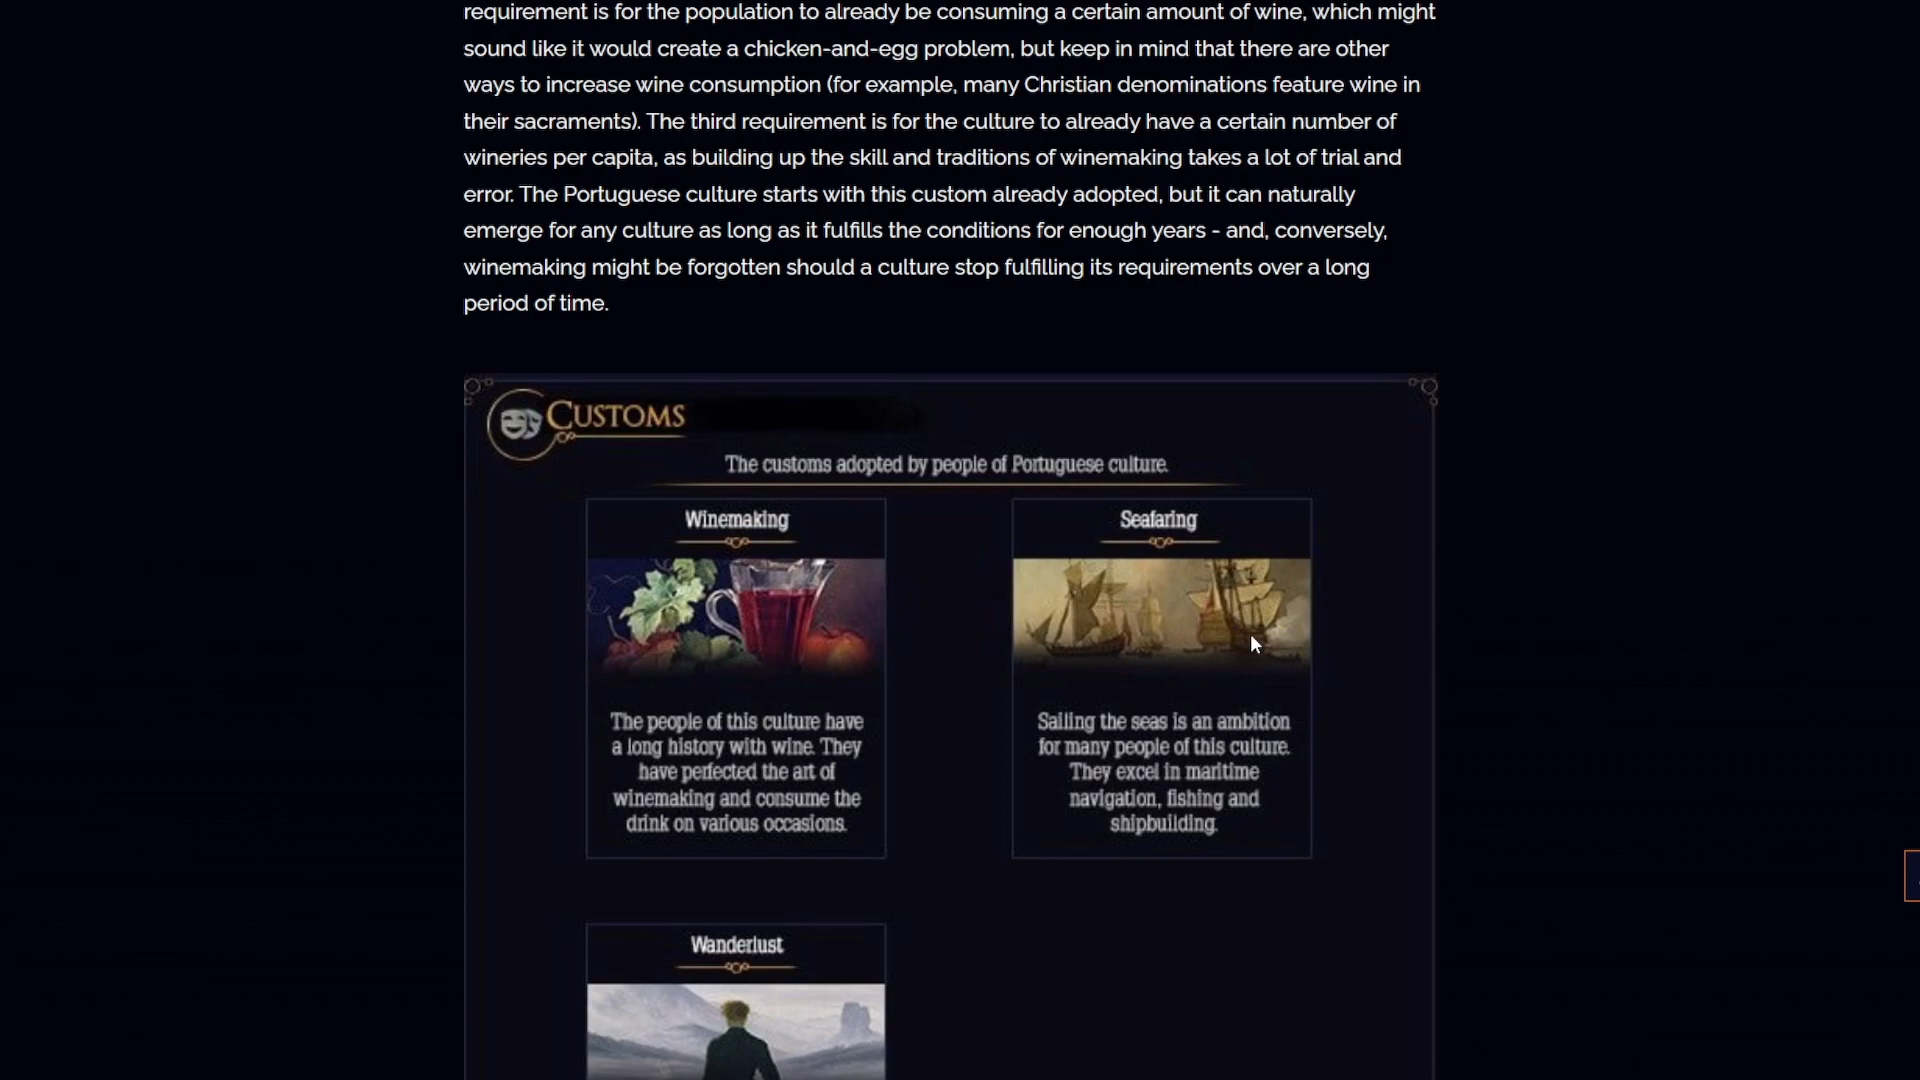 requirement is for the population to already be consuming a certain amount of wine, which might
sound like it would create a chicken-and-egg problem, but keep in mind that there are other
ways to increase wine consumption (for example, many Christian denominations feature wine in
their sacraments). The third requirement is for the culture to already have a certain number of
wineries per capita, as building up the skill and traditions of winemaking takes a lot of trial and
error. The Portuguese culture starts with this custom already adopted, but it can naturally
emerge for any culture as long as it fulfills the conditions for enough years - and, conversely,
winemaking might be forgotten should a culture stop fulfilling its requirements over a long
period of time.
CUSTOMS
The customs adopted by people of Portuguese culture.
Winemaking
The people of this culture have
a long history with wine. They
have perfected the art of
winemaking and consume the
drink on various occasions.
Seafaring
Sailing the seas is an ambition
for many people of this culture.
They excel in maritime
navigation, fishing and
shipbuilding.
Wanderlust